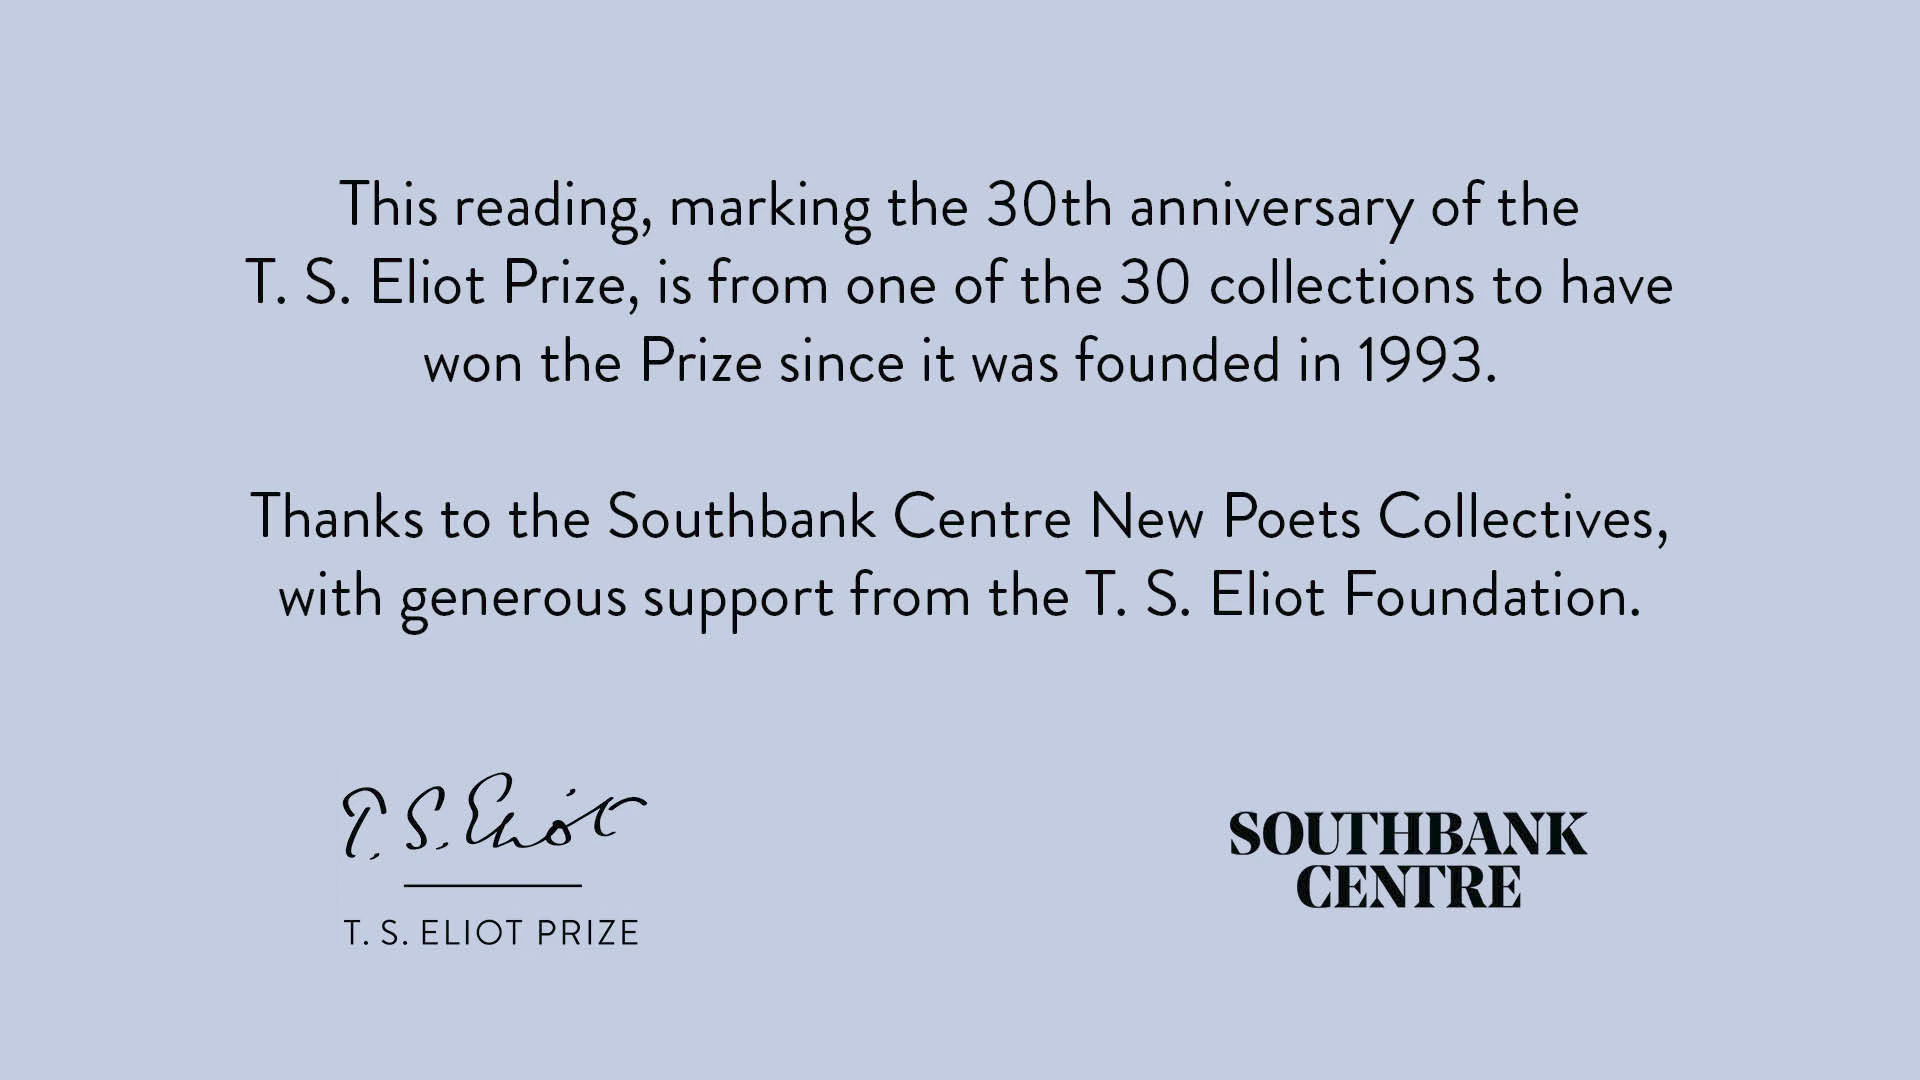 This reading, marking the 30th anniversary of the
T. S. Eliot Prize, is from one of the 30 collections to have
won the Prize since it was founded in 1993.
Thanks to the Southbank Centre New Poets Collectives,
with generous support from the T. S. Eliot Foundation.
T. S. Eliot
T. S. ELIOT PRIZE
SOUTHBANK
CENTRE